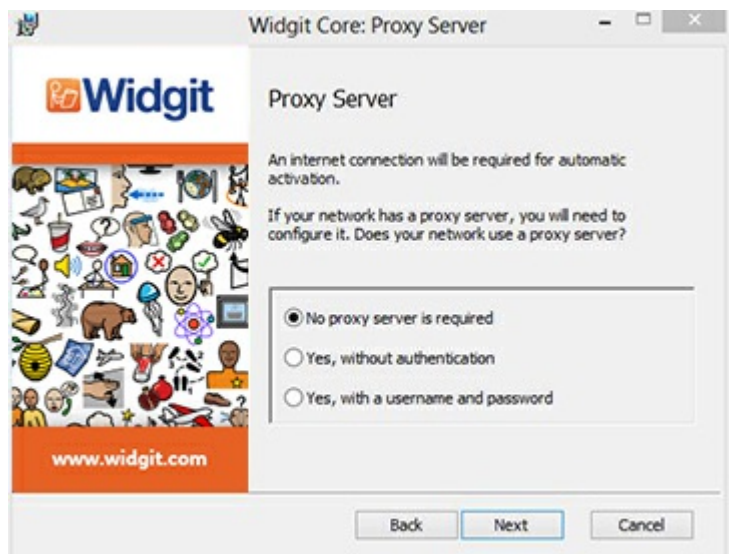 Widgit Core: Proxy Server
Widgit
Proxy Server
An internet connection will be required for automatic
activation.
If your network has a proxy server, you will need to
configure it. Does your network use a proxy server?
No proxy server is required
Yes, without authentication
Yes, with a username and password
www.widgit.com
Back
Next
Cancel